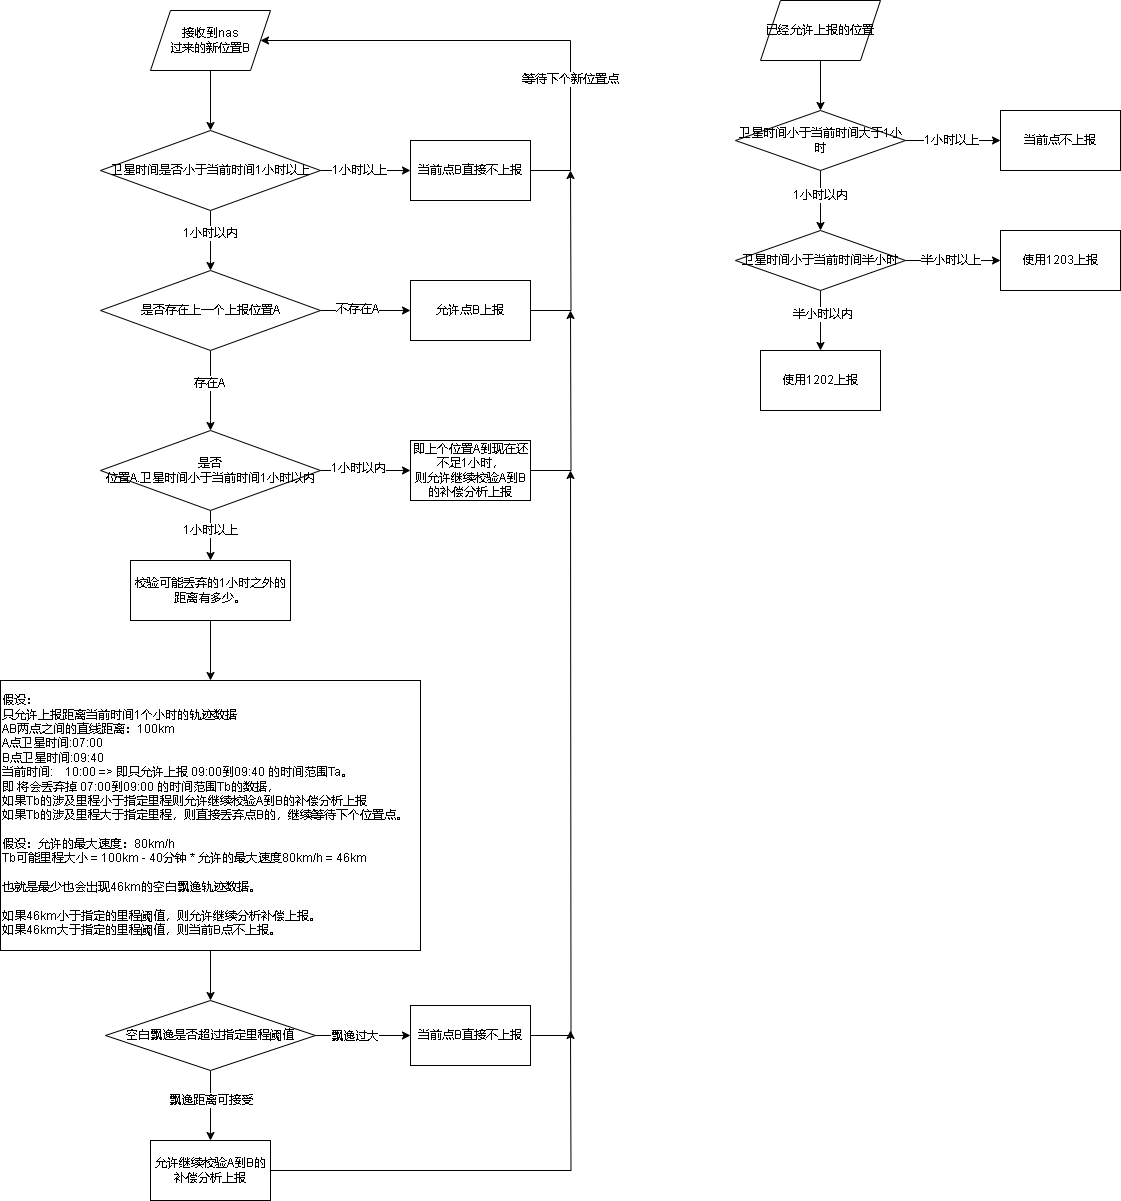 接收到nas
过来的新位置B
等待下个新位置点
卫星时间是否小于当前时间1小时以上
1小时以上
当前点B直接不上报
1小时以内
是否存在上一个上报位置A
不存在A
允许点B上报
存在A
是否
位置A.卫星时间小于当前时间1小时以内
1小时以内
即上个位置A到现在还
不足1小时，
则允许继续校验A到B
的补偿分析上报
1小时以上
校验可能丢弃的1小时之外的
距离有多少。
假设：
只允许上报距离当前时间1个小时的轨迹数据
AB两点之间的直线距离：100km
A点卫星时间:07:00
B点卫星时间:09:40
当前时间:　10:00 => 即只允许上报 09:00到09:40 的时间范围Ta。
即 将会丢弃掉 07:00到09:00 的时间范围Tb的数据，
如果Tb的涉及里程小于指定里程则允许继续校验A到B的补偿分析上报
如果Tb的涉及里程大于指定里程，则直接丢弃点B的，继续等待下个位置点。
假设：允许的最大速度：80km/h
Tb可能里程大小 = 100km - 40分钟 * 允许的最大速度80km/h = 46km
也就是最少也会出现46km的空白飘逸轨迹数据。
如果46km小于指定的里程阈值，则允许继续分析补偿上报。
如果46km大于指定的里程阈值，则当前B点不上报。
空白飘逸是否超过指定里程阈值
飘逸过大
当前点B直接不上报
飘逸距离可接受
允许继续校验A到B的
补偿分析上报
已经允许上报的位置
卫星时间小于当前时间大于1小
时
1小时以上
当前点不上报
1小时以内
卫星时间小于当前时间半小时
半小时以上
使用1203上报
半小时以内
使用1202上报